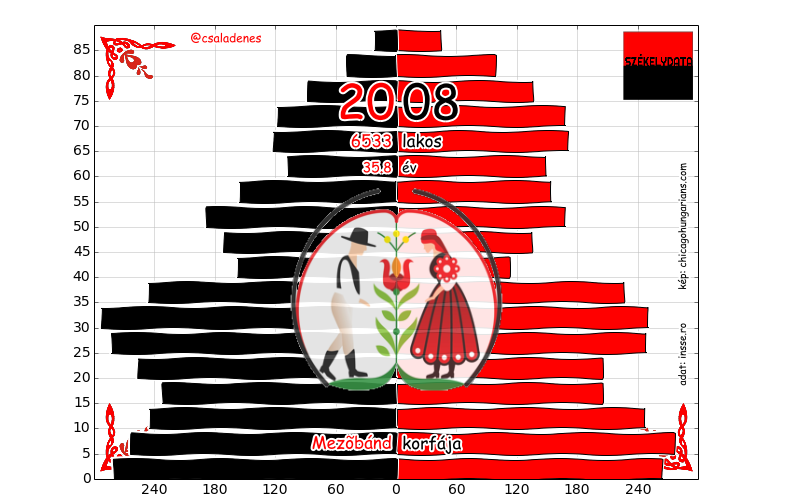 @csaladenes
SZÉKELYDATA
2008
6533 lakos
35.8 év
kép: chicagohungarians.com
adat: insse.ro
Mezőbánd korfája
85
80
75
70
65
60
55
50
45
40
35
30
25
20
15
10
5
0
240 180 120 60 0 60 120 180 240